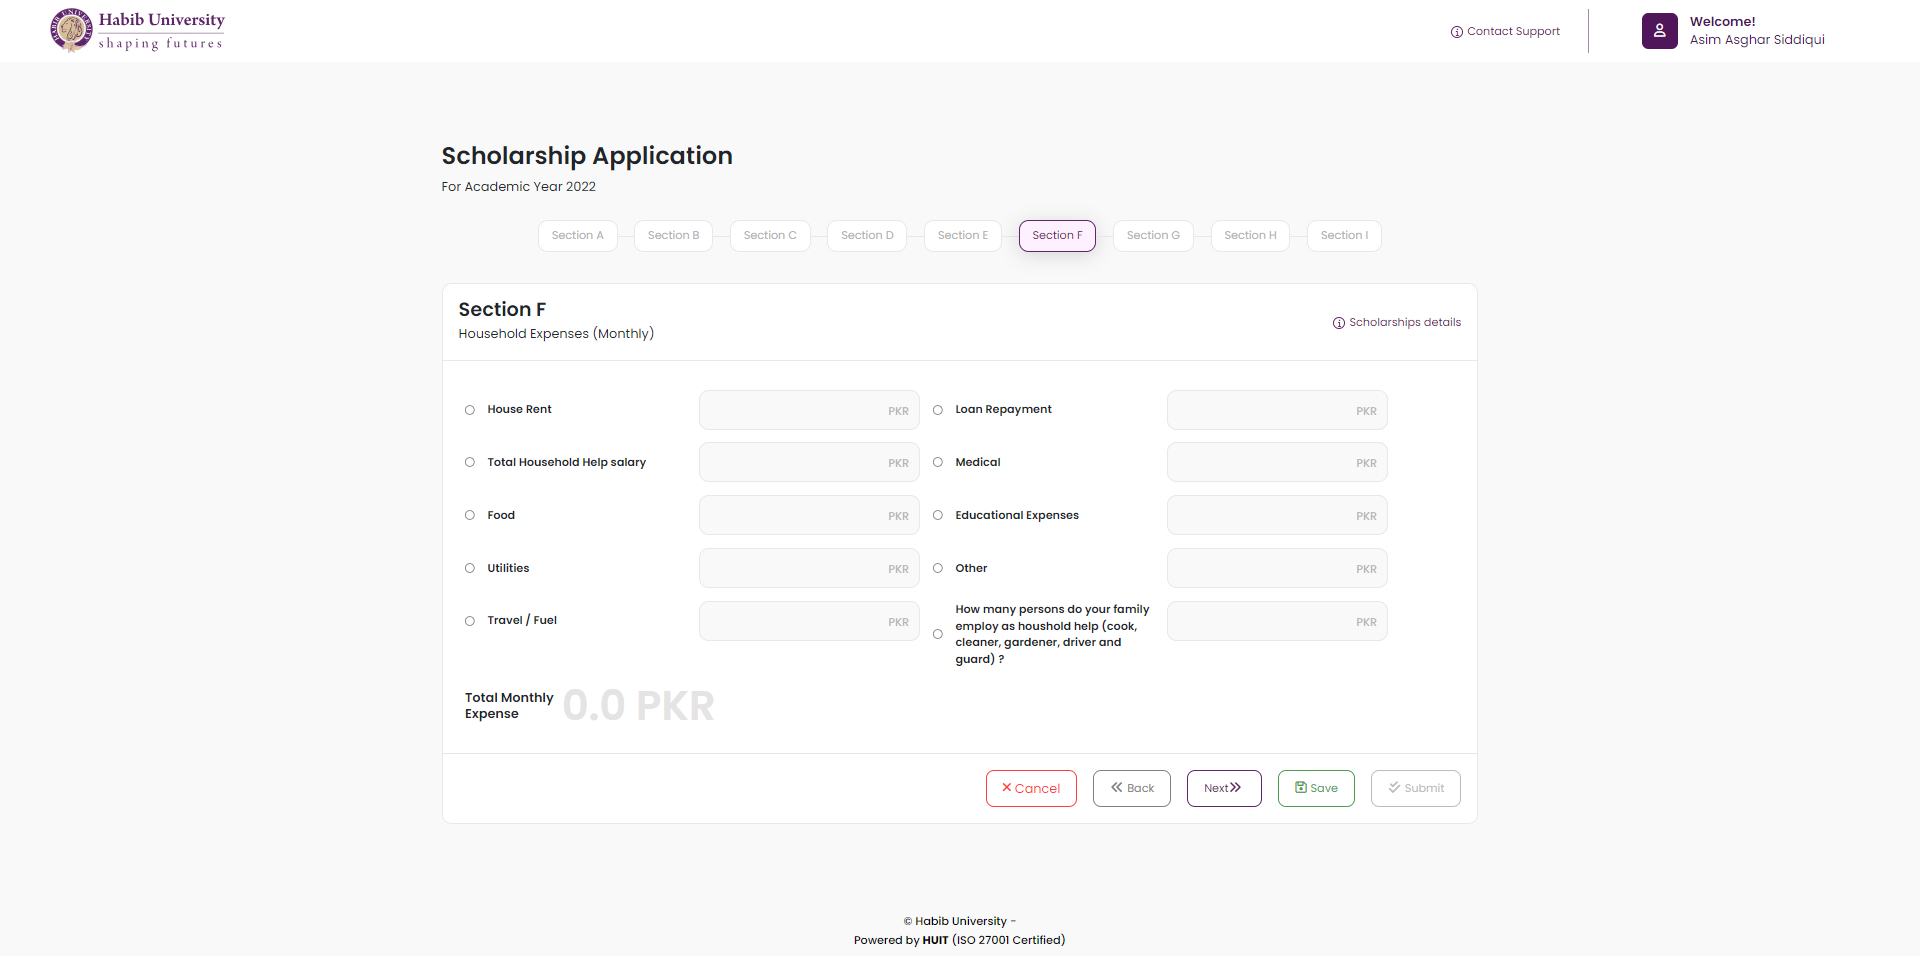 Habib University
shaping futures
Contact Support
Welcome!
Asim Asghar Siddiqui
Scholarship Application
For Academic Year 2022
Section A
Section B
Section C
Section D
Section E
Section F
Section G
Section H
Section I
Section F
Household Expenses (Monthly)
Scholarships details
House Rent
PKR
Loan Repayment
PKR
Total Household Help salary
PKR
Medical
PKR
Food
PKR
Educational Expenses
PKR
Utilities
PKR
Other
PKR
Travel / Fuel
PKR
How many persons do your family
employ as houshold help (cook,
cleaner, gardener, driver and
guard) ?
PKR
Total Monthly
Expense
0.0 PKR
Cancel
Back
Next
Save
Submit
© Habib University -
Powered by HUIT (ISO 27001 Certified)